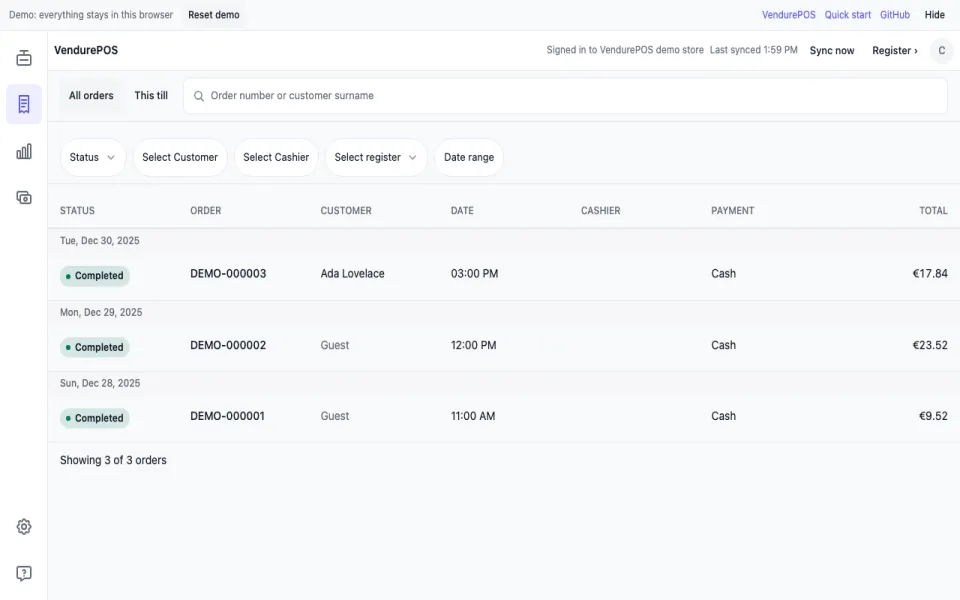 Demo: everything stays in this browser Reset demo VendurePOS Quick start GitHub Hide
VendurePOS Signed in to VendurePOS demo store Last synced 1:59 PM Sync now Register › C
All orders This till Order number or customer surname
Status Select Customer Select Cashier Select register Date range
STATUS ORDER CUSTOMER DATE CASHIER PAYMENT TOTAL
Tue, Dec 30, 2025
Completed DEMO-000003 Ada Lovelace 03:00 PM Cash €17.84
Mon, Dec 29, 2025
Completed DEMO-000002 Guest 12:00 PM Cash €23.52
Sun, Dec 28, 2025
Completed DEMO-000001 Guest 11:00 AM Cash €9.52
Showing 3 of 3 orders